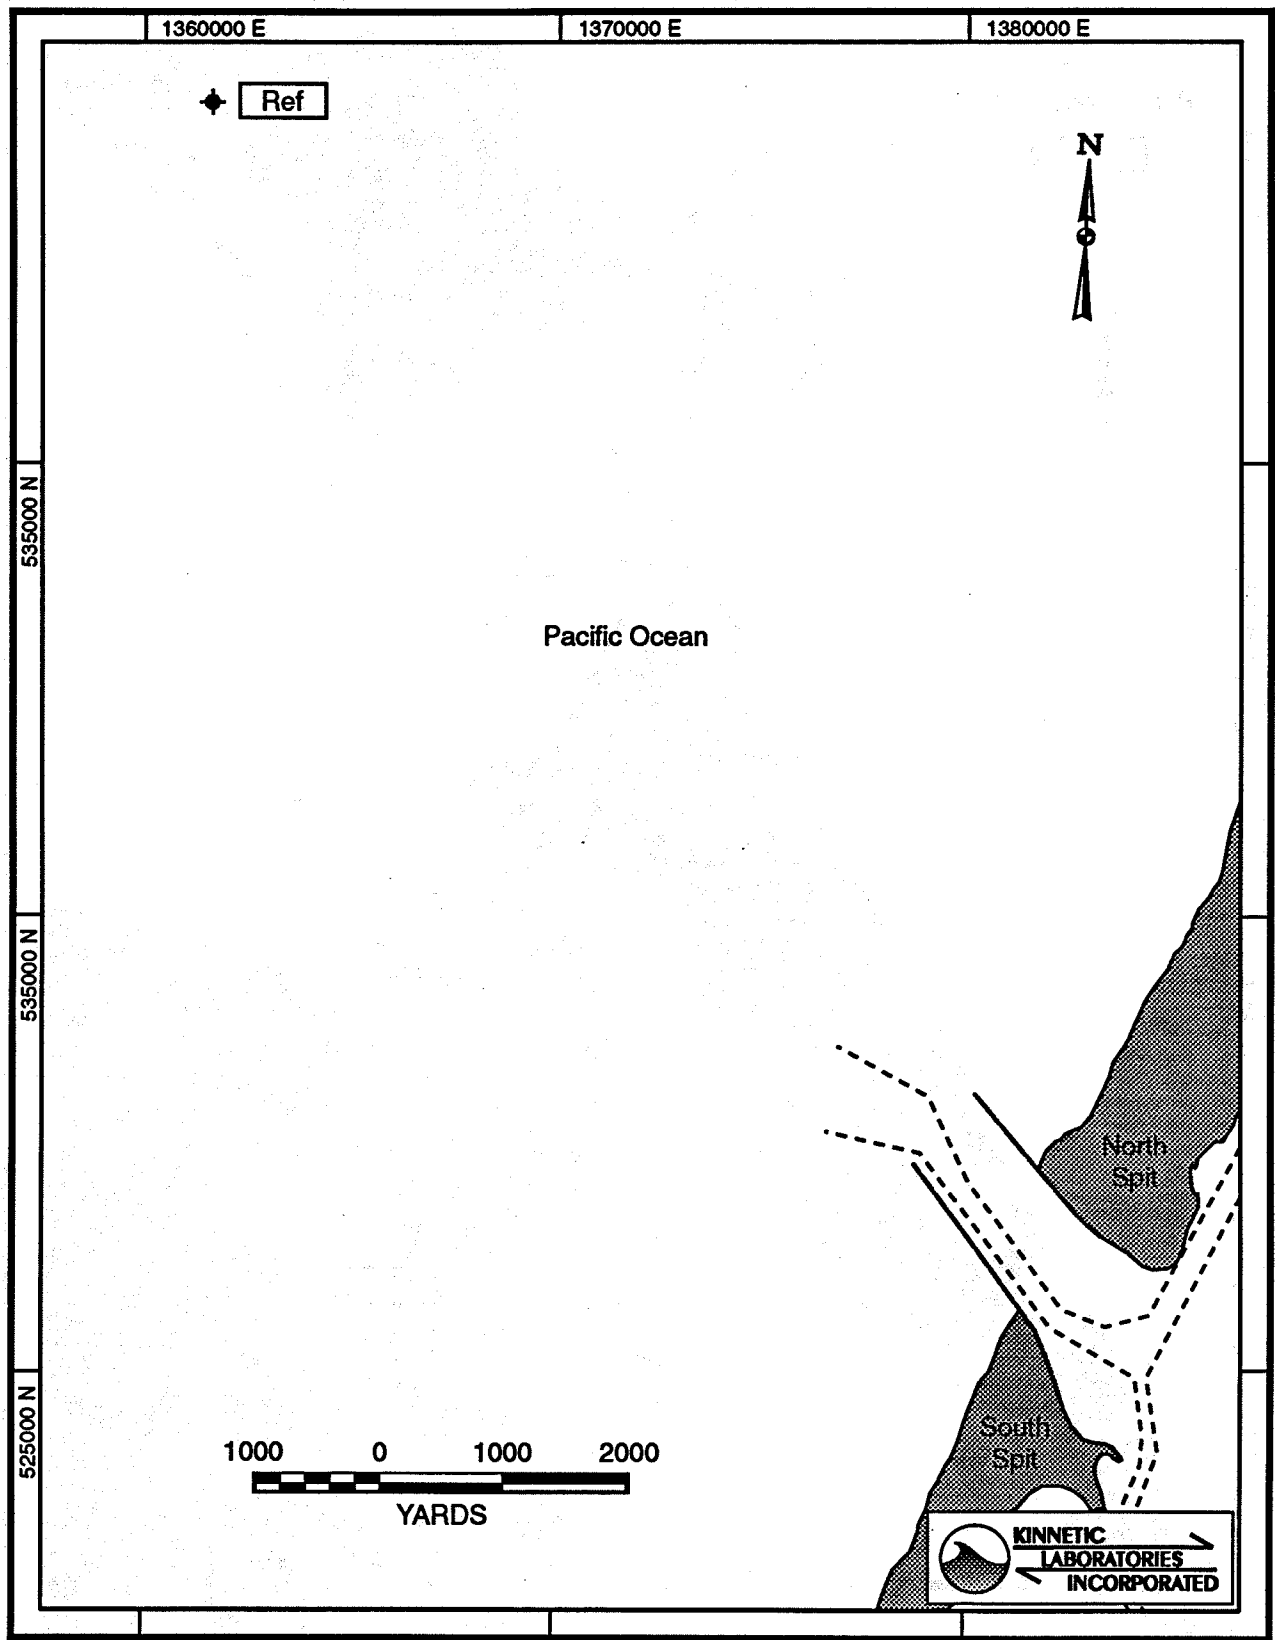 1360000 E
1370000 E
1380000 E
Ref
N
535000 N
Pacific Ocean
535000 N
North
Spit
525000 N
South
Spit
1000 0 1000 2000
YARDS
KINNETIC
LABORATORIES
INCORPORATED